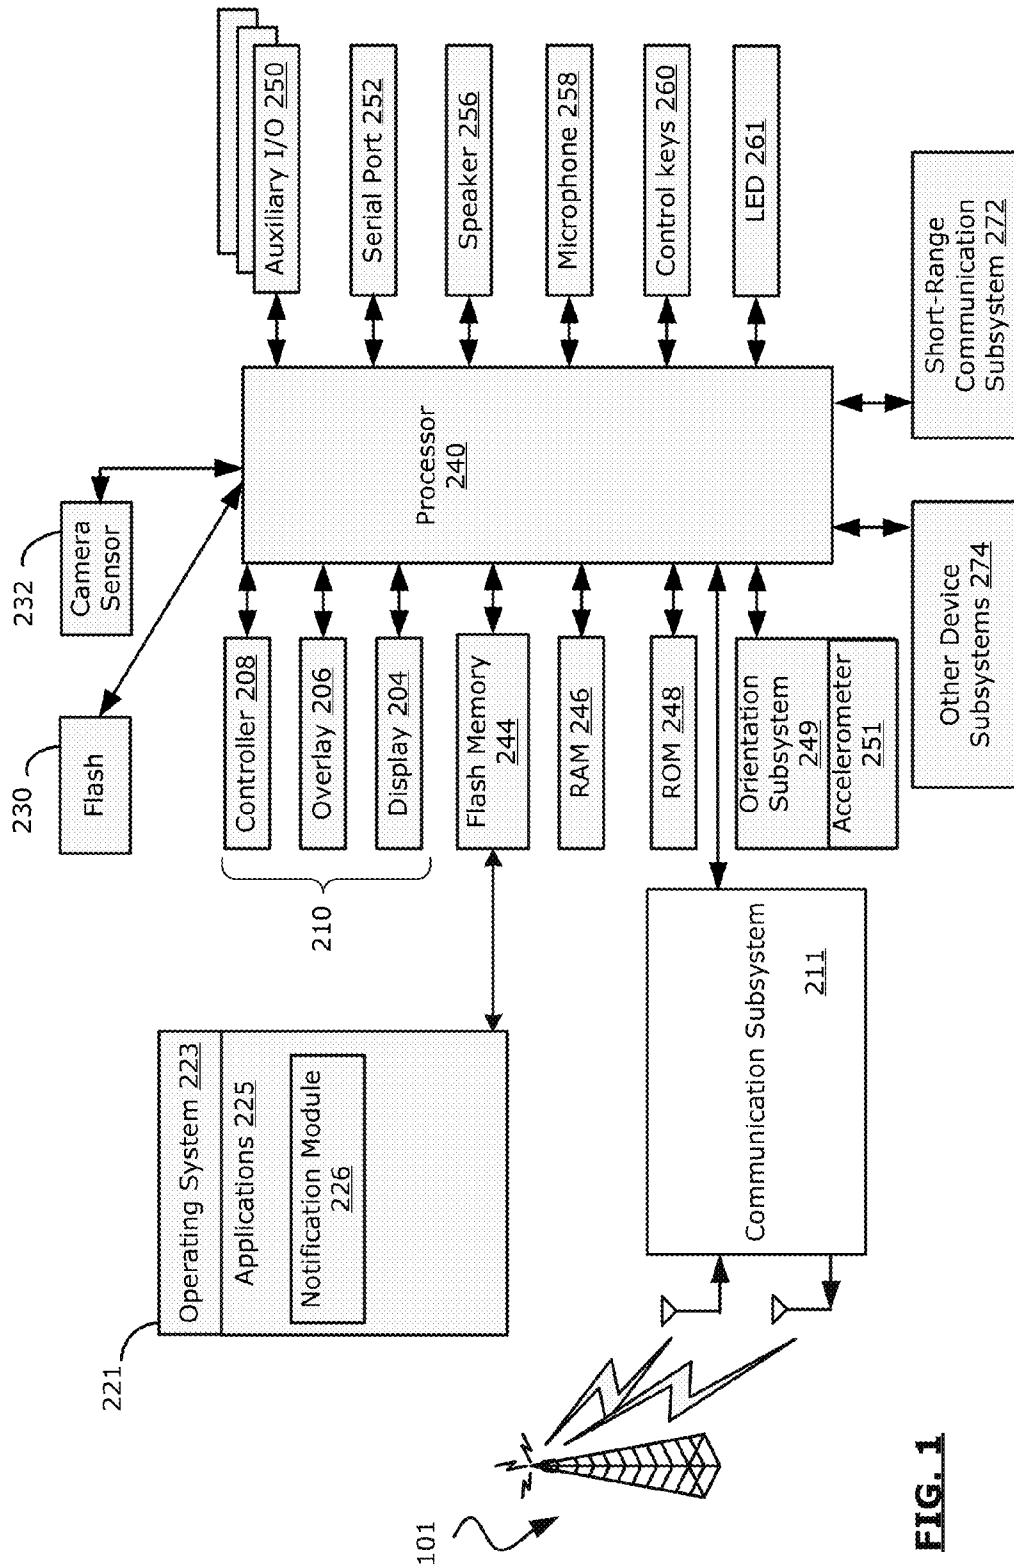 230
Flash
232
Camera
Sensor
221
Operating System 223
Applications 225
Notification Module
226
210
Controller 208
Overlay 206
Display 204
Flash Memory
244
RAM 246
ROM 248
Orientation
Subsystem
249
Accelerometer
251
Processor
240
Auxiliary I/O 250
Serial Port 252
Speaker 256
Microphone 258
Control keys 260
LED 261
101
Communication Subsystem
211
Other Device
Subsystems 274
Short-Range
Communication
Subsystem 272
FIG. 1